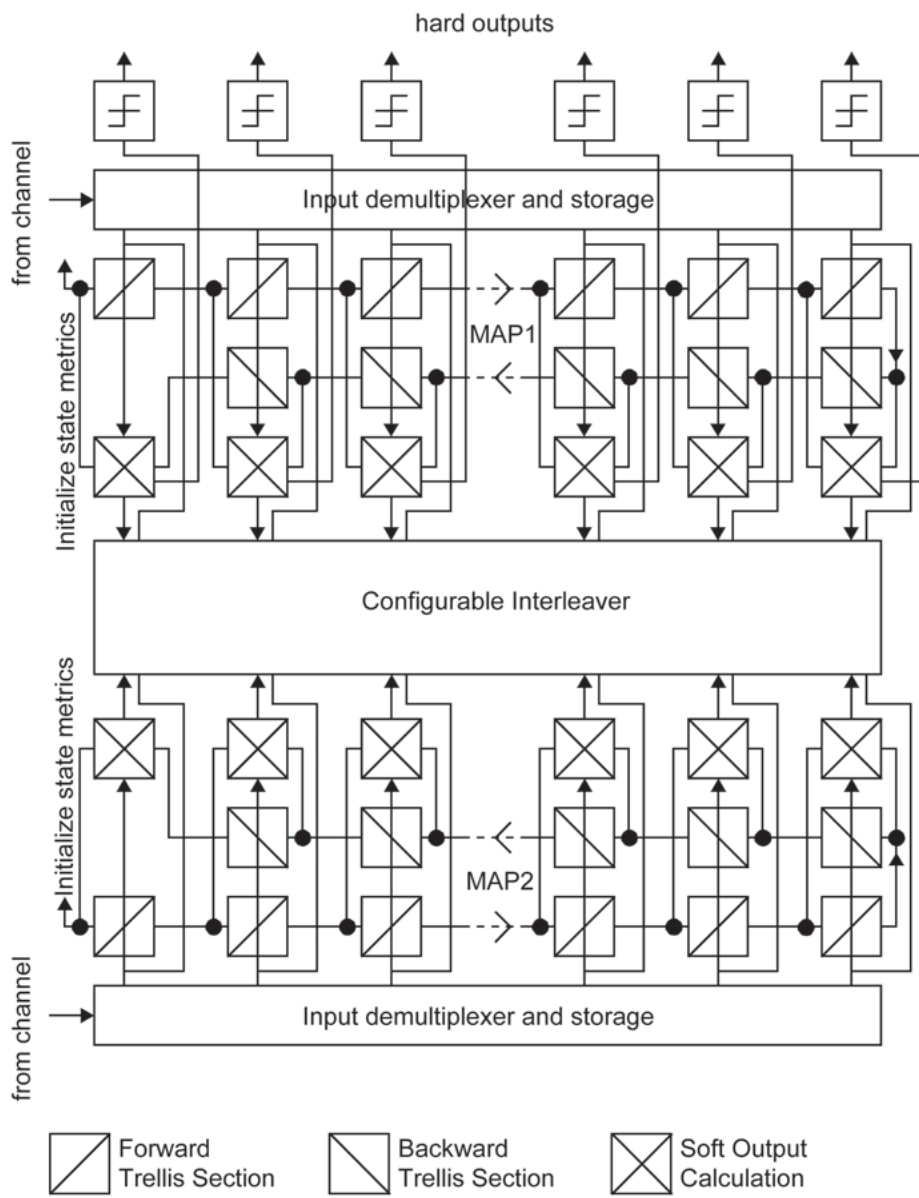 hard outputs
from channel
Input demultiplexer and storage
Initialize state metrics
MAP1
Configurable Interleaver
Initialize state metrics
MAP2
from channel
Input demultiplexer and storage
Forward
Trellis Section
Backward
Trellis Section
Soft Output
Calculation